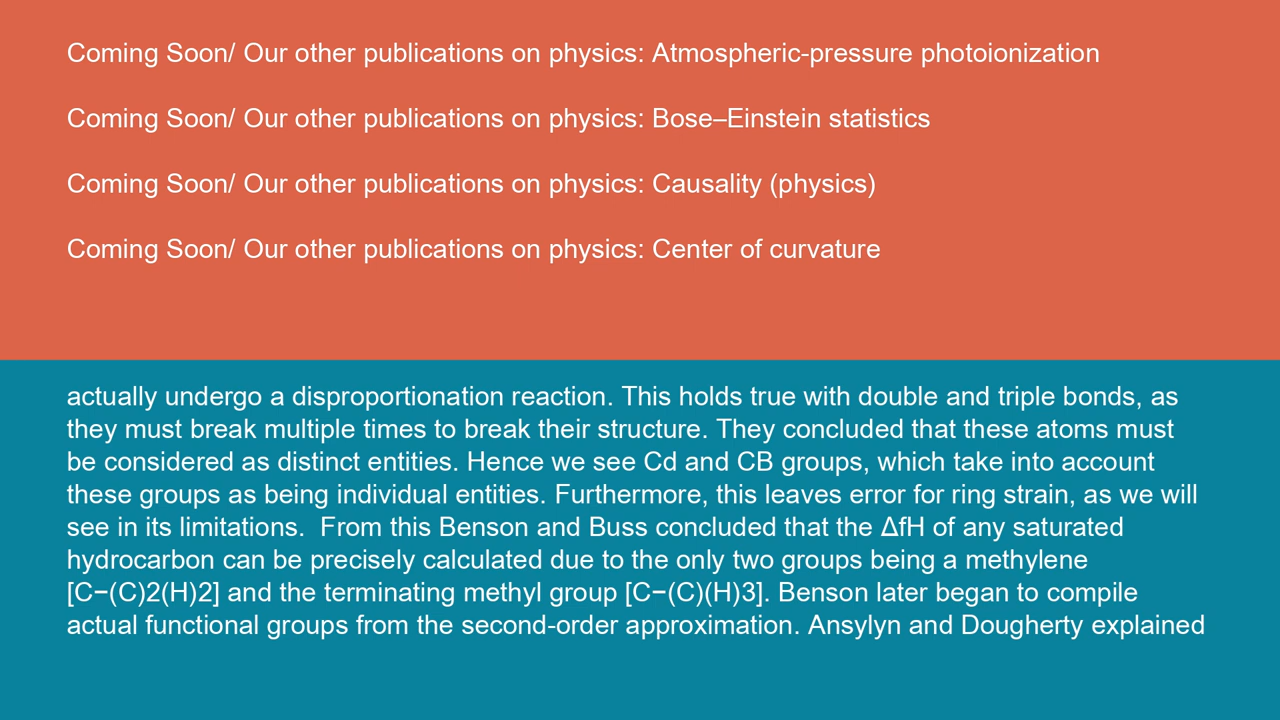 Coming Soon/ Our other publications on physics: Atmospheric-pressure photoionization
Coming Soon/ Our other publications on physics: Bose–Einstein statistics
Coming Soon/ Our other publications on physics: Causality (physics)
Coming Soon/ Our other publications on physics: Center of curvature
actually undergo a disproportionation reaction. This holds true with double and triple bonds, as
they must break multiple times to break their structure. They concluded that these atoms must
be considered as distinct entities. Hence we see Cd and CB groups, which take into account
these groups as being individual entities. Furthermore, this leaves error for ring strain, as we will
see in its limitations.  From this Benson and Buss concluded that the ΔfH of any saturated
hydrocarbon can be precisely calculated due to the only two groups being a methylene
[C−(C)2(H)2] and the terminating methyl group [C−(C)(H)3]. Benson later began to compile
actual functional groups from the second-order approximation. Ansylyn and Dougherty explained